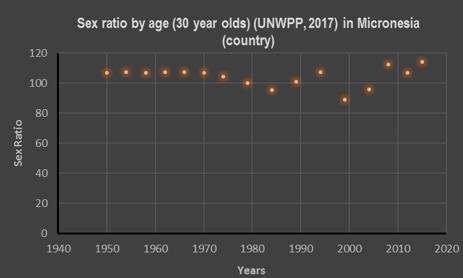 Sex ratio by age (30 year olds) (UNWPP, 2017) in Micronesia
(country)
120
100
80
60
40
20
0
Sex Ratio
1940 1950 1960 1970 1980 1990 2000 2010 2020
Years